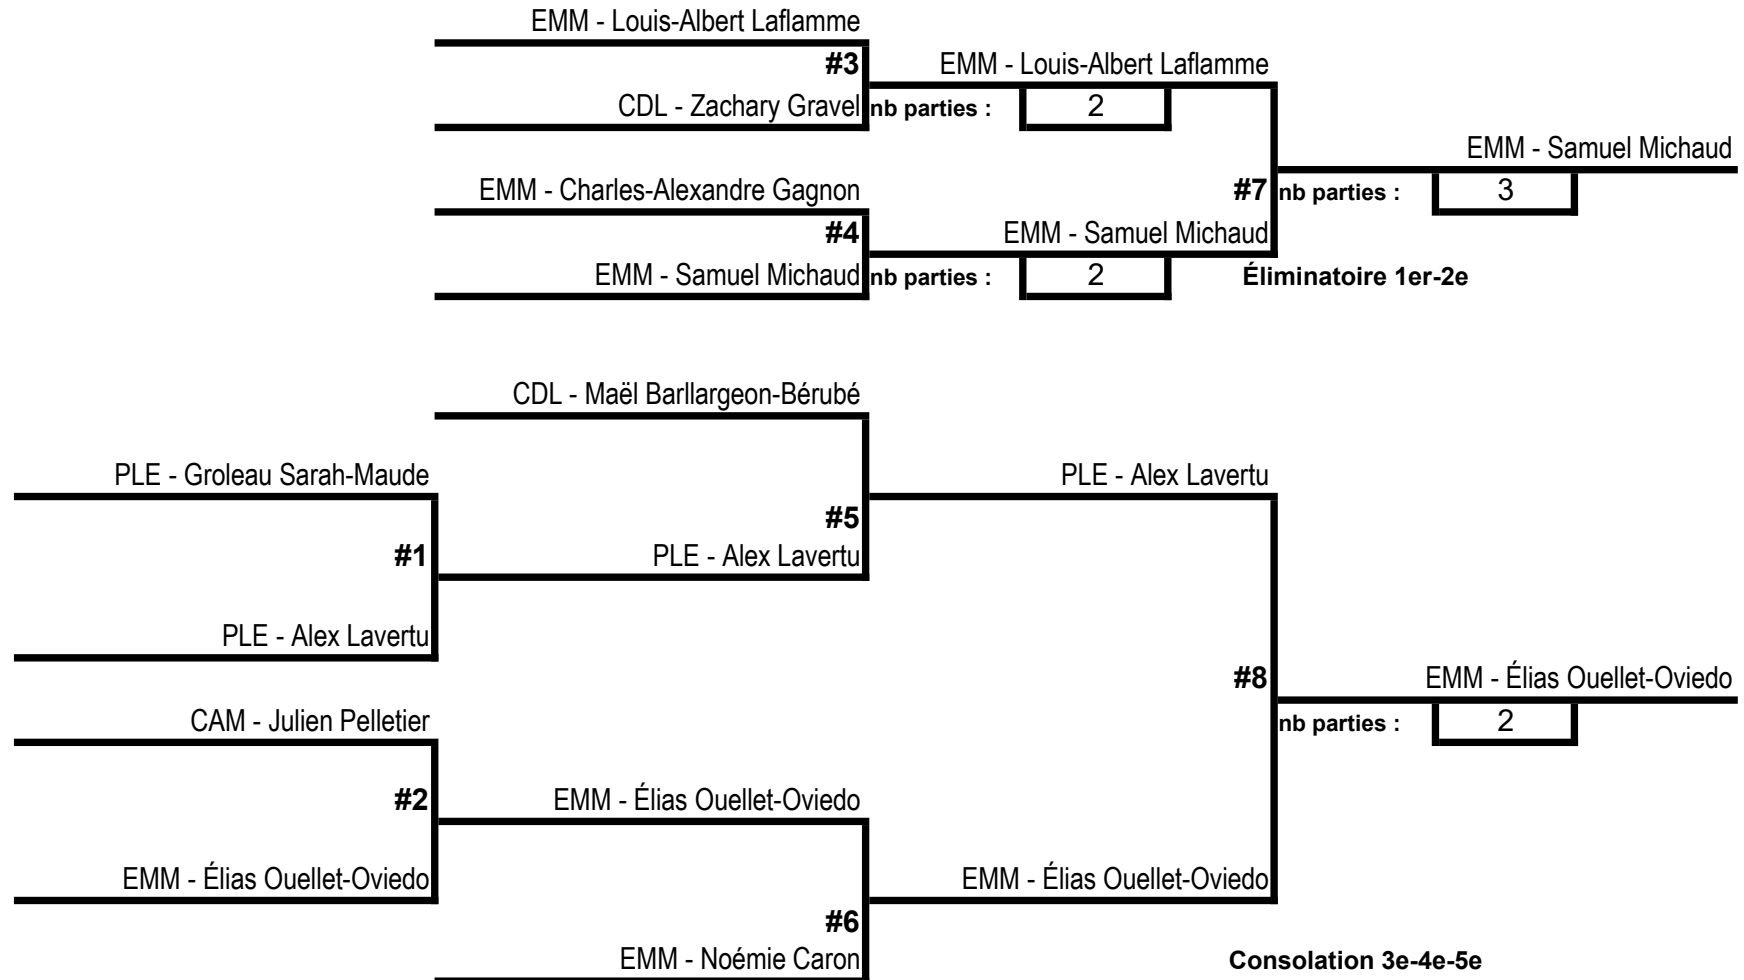 EMM - Louis-Albert Laflamme
#3
EMM - Louis-Albert Laflamme
CDL - Zachary Gravel
nb parties :
2
EMM - Samuel Michaud
EMM - Charles-Alexandre Gagnon
#7
nb parties :
3
#4
EMM - Samuel Michaud
EMM - Samuel Michaud
nb parties :
2
Éliminatoire 1er-2e
CDL - Maël Barllargeon-Bérubé
PLE - Groleau Sarah-Maude
PLE - Alex Lavertu
#5
#1
PLE - Alex Lavertu
PLE - Alex Lavertu
#8
EMM - Élias Ouellet-Oviedo
CAM - Julien Pelletier
nb parties :
2
#2
EMM - Élias Ouellet-Oviedo
EMM - Élias Ouellet-Oviedo
EMM - Élias Ouellet-Oviedo
#6
EMM - Noémie Caron
Consolation 3e-4e-5e